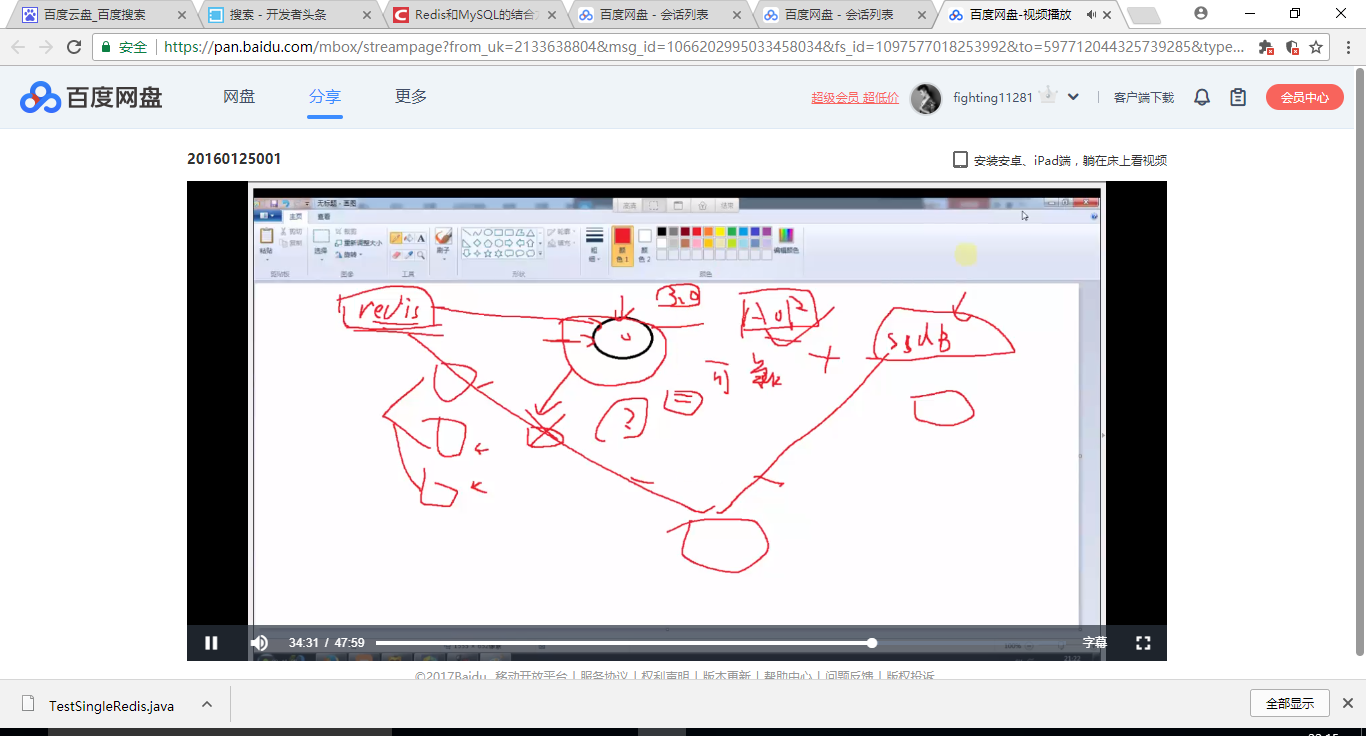 百度云盘_百度搜索
搜索 - 开发者头条
Redis和MySQL的结合
百度网盘 - 会话列表
百度网盘 - 会话列表
百度网盘-视频播放
安全
https://pan.baidu.com/mbox/streampage?from_uk=2133638804&msg_id=1066202995033458034&fs_id=1097577018253992&to=597712044325739285&type...
百度网盘
网盘
分享
更多
超级会员 超低价
fighting11281
客户端下载
会员中心
20160125001
安装安卓、iPad端，躺在床上看视频
无标题 - 画图
主页
查看
粘贴
剪切
复制
选择
裁剪
重新调整大小
旋转
刷子
轮廓
填充
粗细
颜色 1
颜色 2
编辑颜色
剪贴板
图像
工具
形状
颜色
redis
3.0
ssdB
可靠
34:31 / 47:59
字幕
©2017Baidu 移动开放平台 | 服务协议 | 权利声明 | 版本更新 | 帮助中心 | 问题反馈 | 版权投诉
TestSingleRedis.java
全部显示